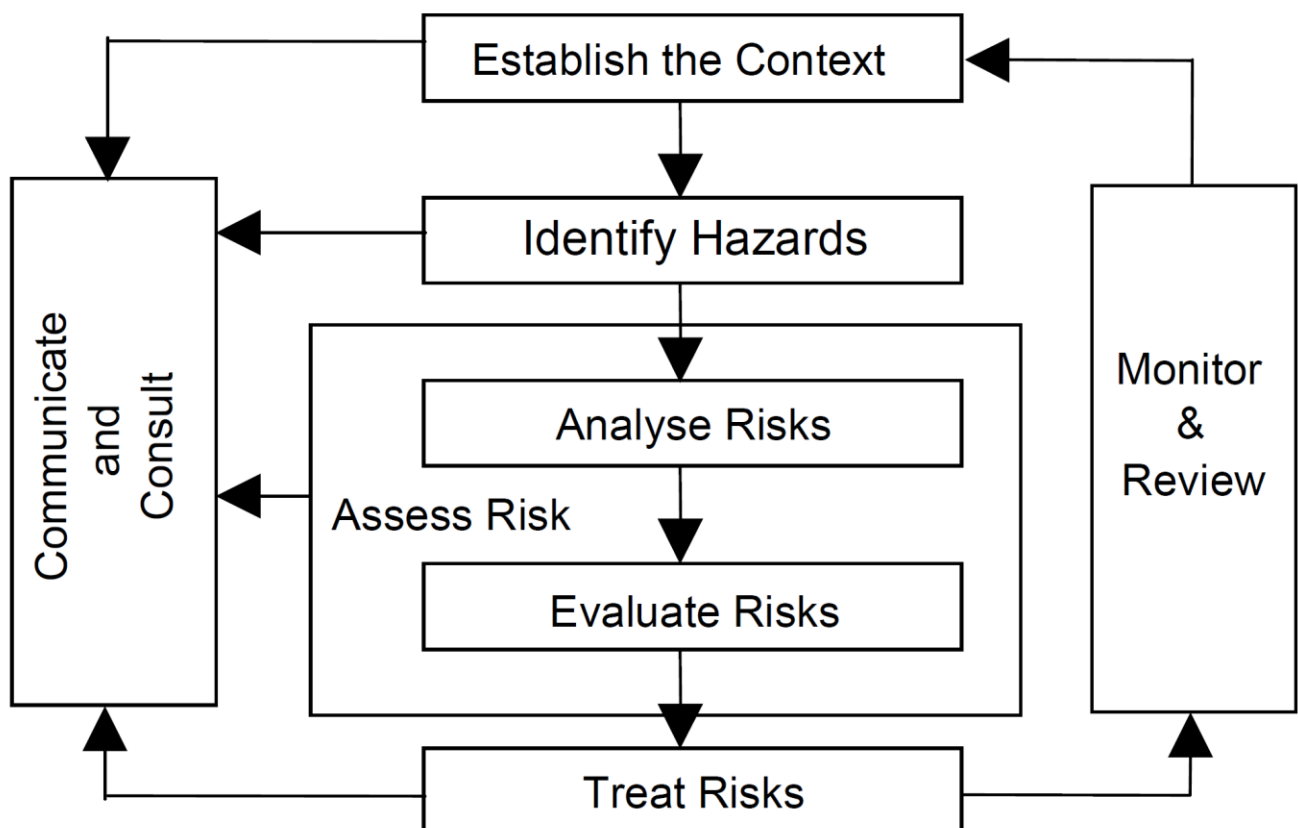 Establish the Context
Identify Hazards
Communicate
and
Consult
Analyse Risks
Assess Risk
Evaluate Risks
Treat Risks
Monitor
&
Review